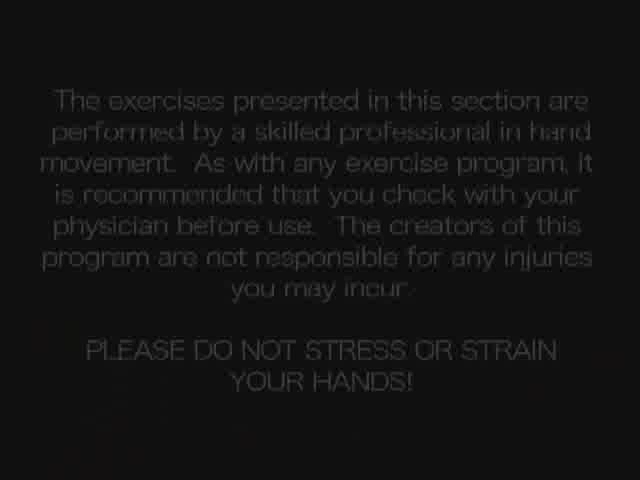 The exercises presented in this section are
performed by a skilled professional in hand
movement.  As with any exercise program, it
is recommended that you check with your
physician before use.  The creators of this
program are not responsible for any injuries
you may incur.

PLEASE DO NOT STRESS OR STRAIN
YOUR HANDS!